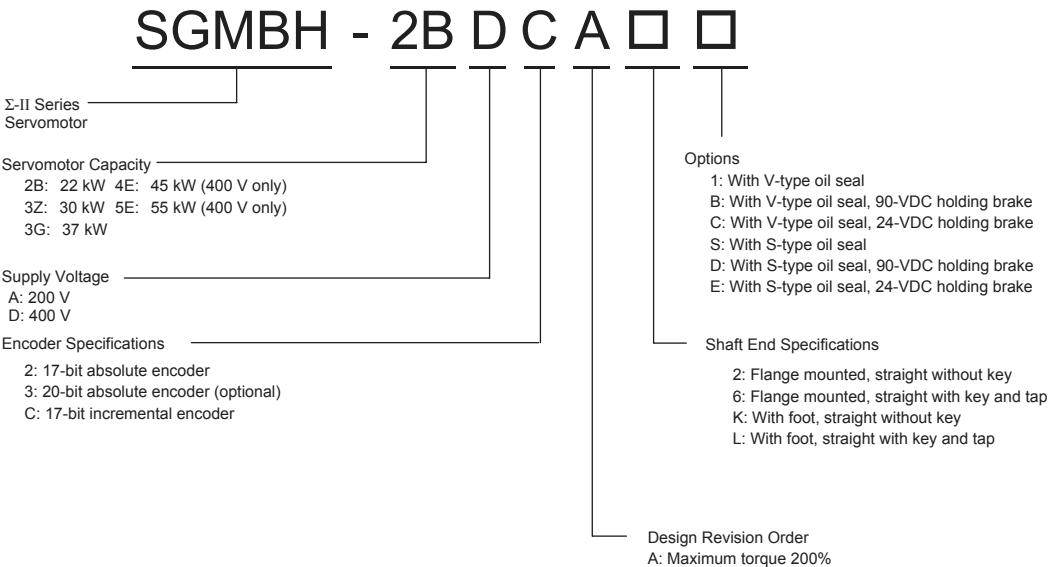 SGMBH - 2B D C A □ □
Σ-II Series
Servomotor
Servomotor Capacity
2B: 22 kW 4E: 45 kW (400 V only)
3Z: 30 kW 5E: 55 kW (400 V only)
3G: 37 kW
Supply Voltage
A: 200 V
D: 400 V
Encoder Specifications
2: 17-bit absolute encoder
3: 20-bit absolute encoder (optional)
C: 17-bit incremental encoder
Options
1: With V-type oil seal
B: With V-type oil seal, 90-VDC holding brake
C: With V-type oil seal, 24-VDC holding brake
S: With S-type oil seal
D: With S-type oil seal, 90-VDC holding brake
E: With S-type oil seal, 24-VDC holding brake
Shaft End Specifications
2: Flange mounted, straight without key
6: Flange mounted, straight with key and tap
K: With foot, straight without key
L: With foot, straight with key and tap
Design Revision Order
A: Maximum torque 200%